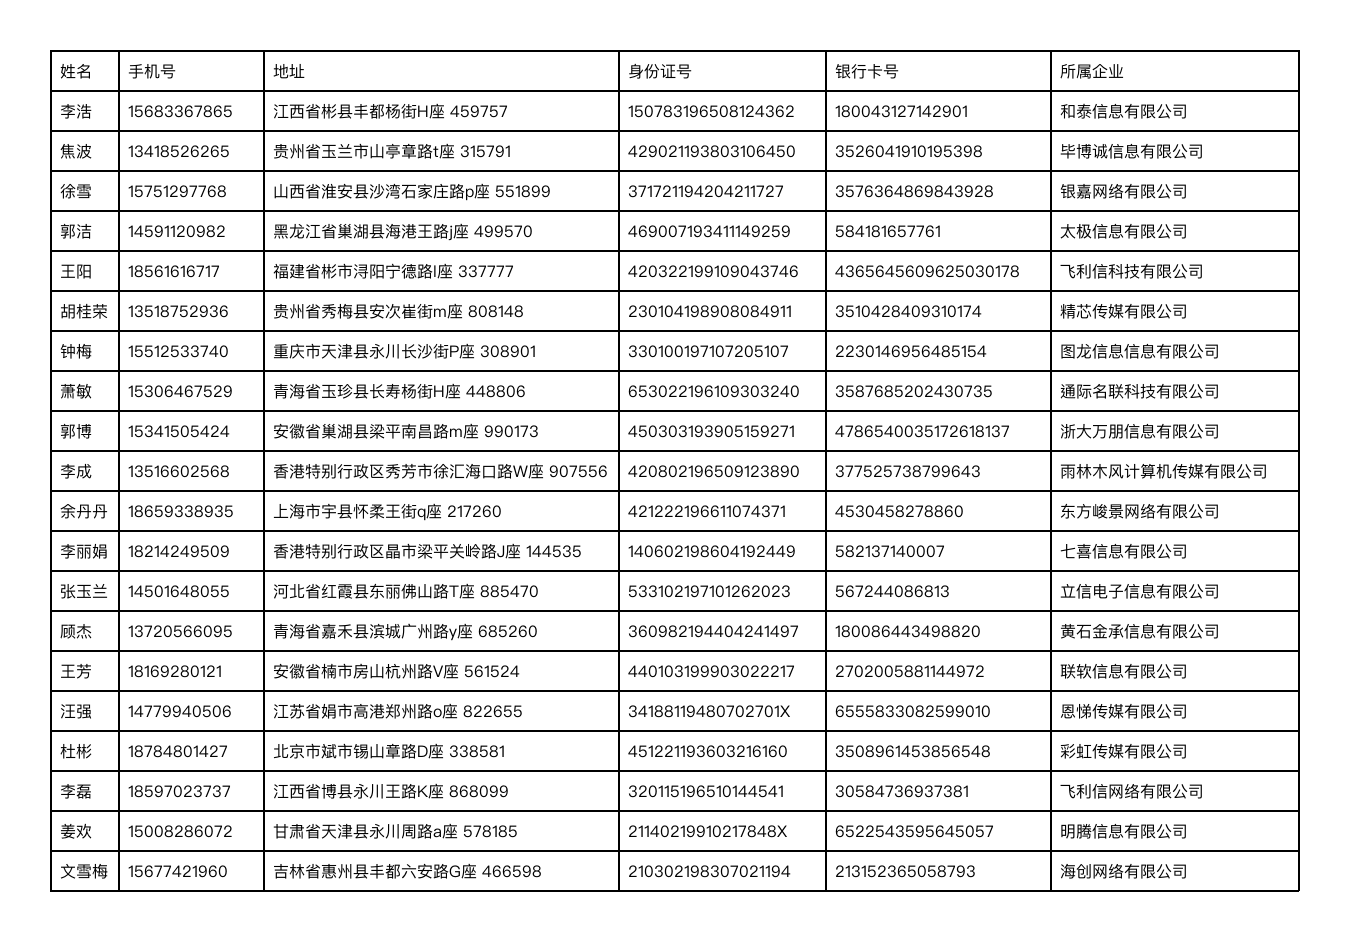 姓名 手机号 地址 身份证号 银行卡号 所属企业
李浩 15683367865 江西省彬县丰都杨街H座 459757 150783196508124362 180043127142901 和泰信息有限公司
焦波 13418526265 贵州省玉兰市山亭章路t座 315791 429021193803106450 3526041910195398 毕博诚信息有限公司
徐雪 15751297768 山西省淮安县沙湾石家庄路p座 551899 371721194204211727 3576364869843928 银嘉网络有限公司
郭洁 14591120982 黑龙江省巢湖县海港王路j座 499570 469007193411149259 584181657761 太极信息有限公司
王阳 18561616717 福建省彬市浔阳宁德路l座 337777 420322199109043746 4365645609625030178 飞利信科技有限公司
胡桂荣 13518752936 贵州省秀梅县安次崔街m座 808148 230104198908084911 3510428409310174 精芯传媒有限公司
钟梅 15512533740 重庆市天津县永川长沙街P座 308901 330100197107205107 2230146956485154 图龙信息信息有限公司
萧敏 15306467529 青海省玉珍县长寿杨街H座 448806 653022196109303240 3587685202430735 通际名联科技有限公司
郭博 15341505424 安徽省巢湖县梁平南昌路m座 990173 450303193905159271 4786540035172618137 浙大万朋信息有限公司
李成 13516602568 香港特别行政区秀芳市徐汇海口路W座 907556 420802196509123890 377525738799643 雨林木风计算机传媒有限公司
余丹丹 18659338935 上海市宇县怀柔王街q座 217260 421222196611074371 4530458278860 东方峻景网络有限公司
李丽娟 18214249509 香港特别行政区晶市梁平关岭路J座 144535 140602198604192449 582137140007 七喜信息有限公司
张玉兰 14501648055 河北省红霞县东丽佛山路T座 885470 533102197101262023 567244086813 立信电子信息有限公司
顾杰 13720566095 青海省嘉禾县滨城广州路y座 685260 360982194404241497 180086443498820 黄石金承信息有限公司
王芳 18169280121 安徽省楠市房山杭州路V座 561524 440103199903022217 2702005881144972 联软信息有限公司
汪强 14779940506 江苏省娟市高港郑州路o座 822655 34188119480702701X 6555833082599010 恩悌传媒有限公司
杜彬 18784801427 北京市斌市锡山章路D座 338581 451221193603216160 3508961453856548 彩虹传媒有限公司
李磊 18597023737 江西省博县永川王路K座 868099 320115196510144541 30584736937381 飞利信网络有限公司
姜欢 15008286072 甘肃省天津县永川周路a座 578185 21140219910217848X 6522543595645057 明腾信息有限公司
文雪梅 15677421960 吉林省惠州县丰都六安路G座 466598 210302198307021194 213152365058793 海创网络有限公司